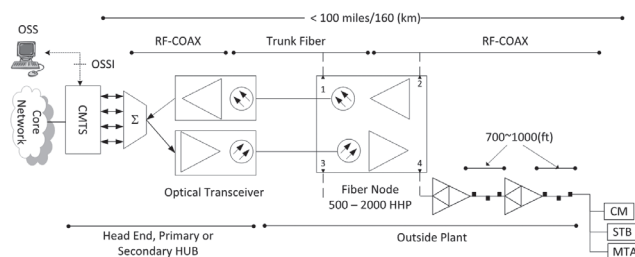 < 100 miles/160 (km)
OSS
RF-COAX
Trunk Fiber
RF-COAX
OSSI
Core
Network
CMTS
Σ
1
2
3
4
Optical Transceiver
Fiber Node
500 – 2000 HHP
700~1000(ft)
CM
STB
MTA
Head End, Primary or
Secondary HUB
Outside Plant